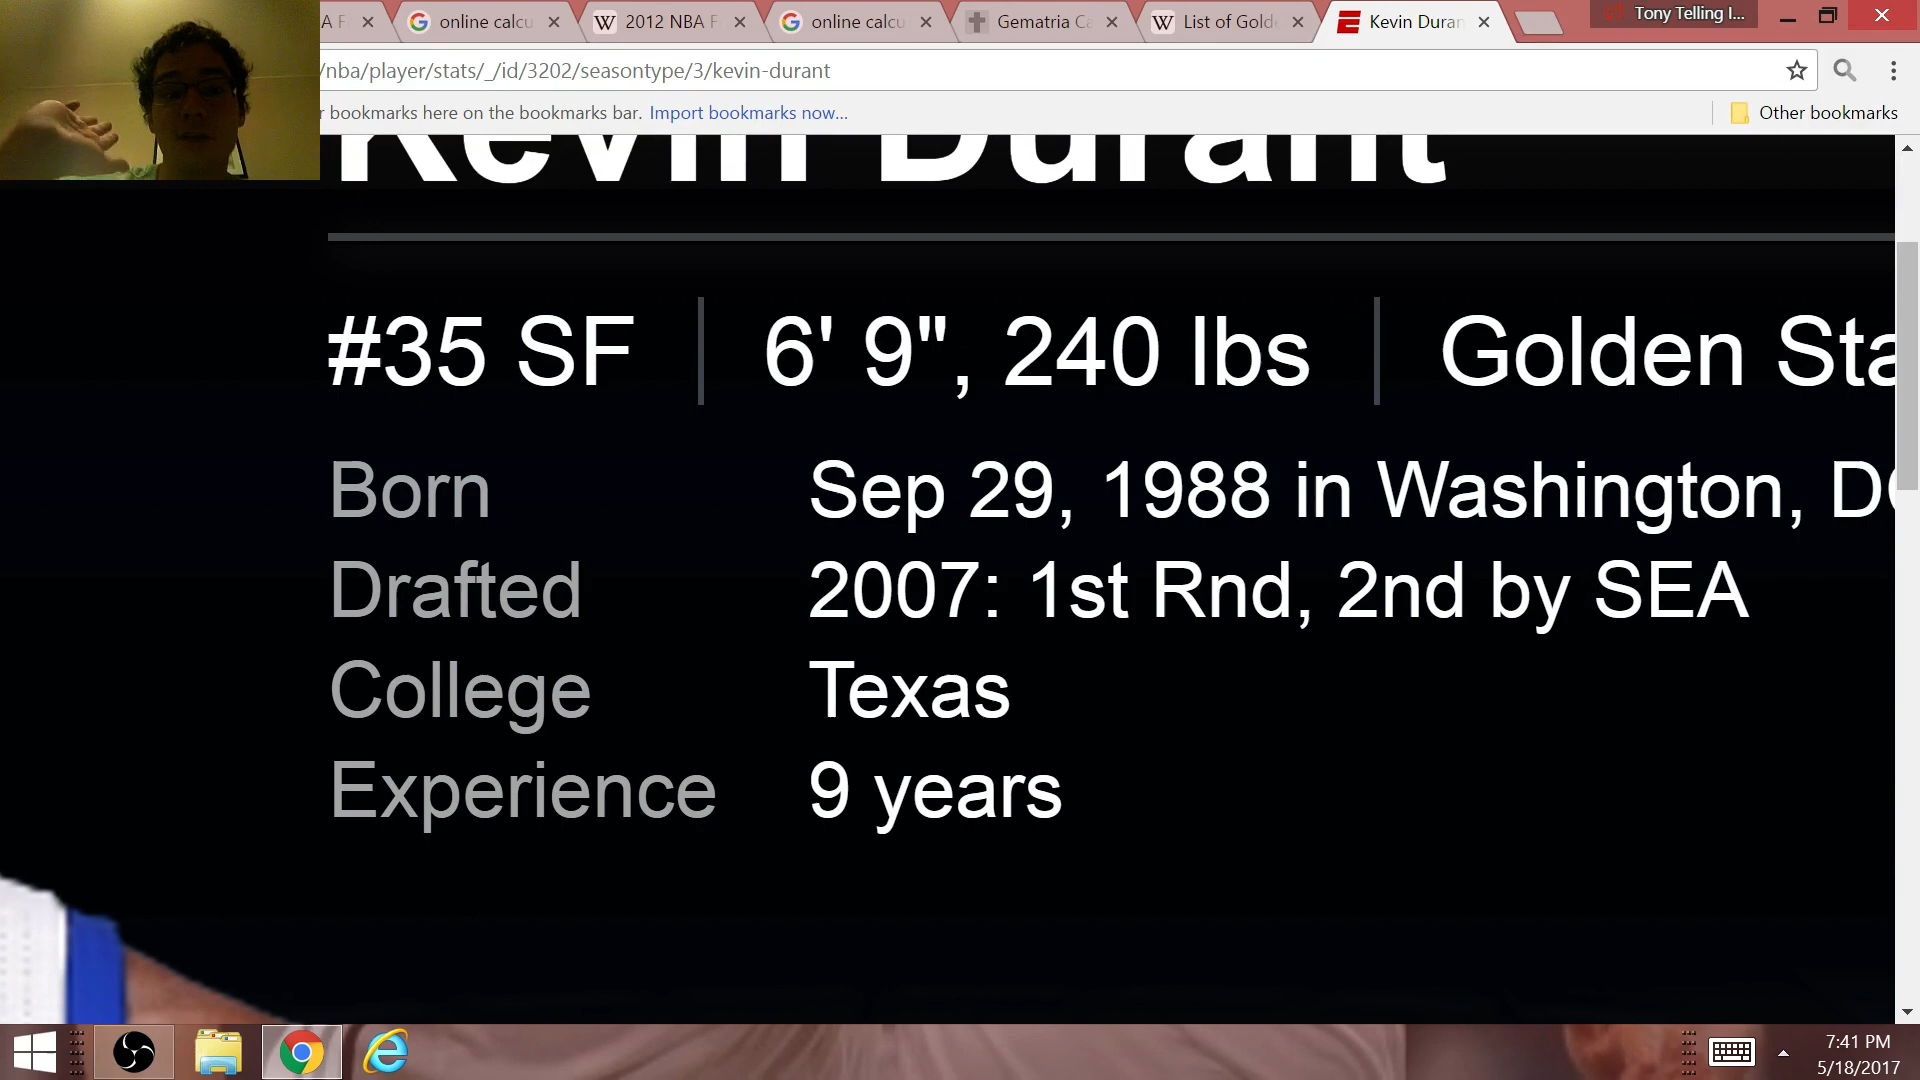 A F
online calcu
2012 NBA F
online calcu
Gematria Ca
List of Gold
Kevin Duran
Tony Telling I...
/nba/player/stats/_/id/3202/seasontype/3/kevin-durant
r bookmarks here on the bookmarks bar. Import bookmarks now...
Other bookmarks
Kevin Durant
#35 SF
6' 9", 240 lbs
Golden Sta
Born Sep 29, 1988 in Washington, DC
Drafted 2007: 1st Rnd, 2nd by SEA
College Texas
Experience 9 years
7:41 PM
5/18/2017